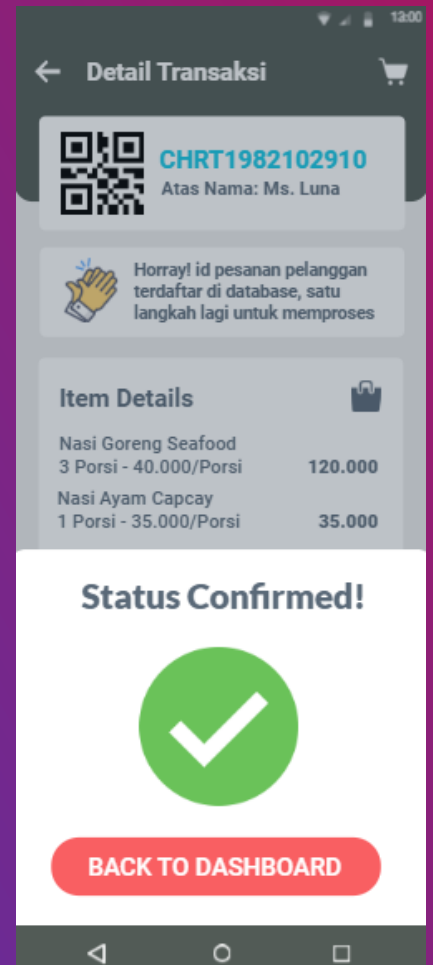 13:00
Detail Transaksi
CHRT1982102910
Atas Nama: Ms. Luna
Horray! id pesanan pelanggan
terdaftar di database, satu
langkah lagi untuk memproses
Item Details
Nasi Goreng Seafood
3 Porsi - 40.000/Porsi 120.000
Nasi Ayam Capcay
1 Porsi - 35.000/Porsi 35.000
Status Confirmed!
BACK TO DASHBOARD